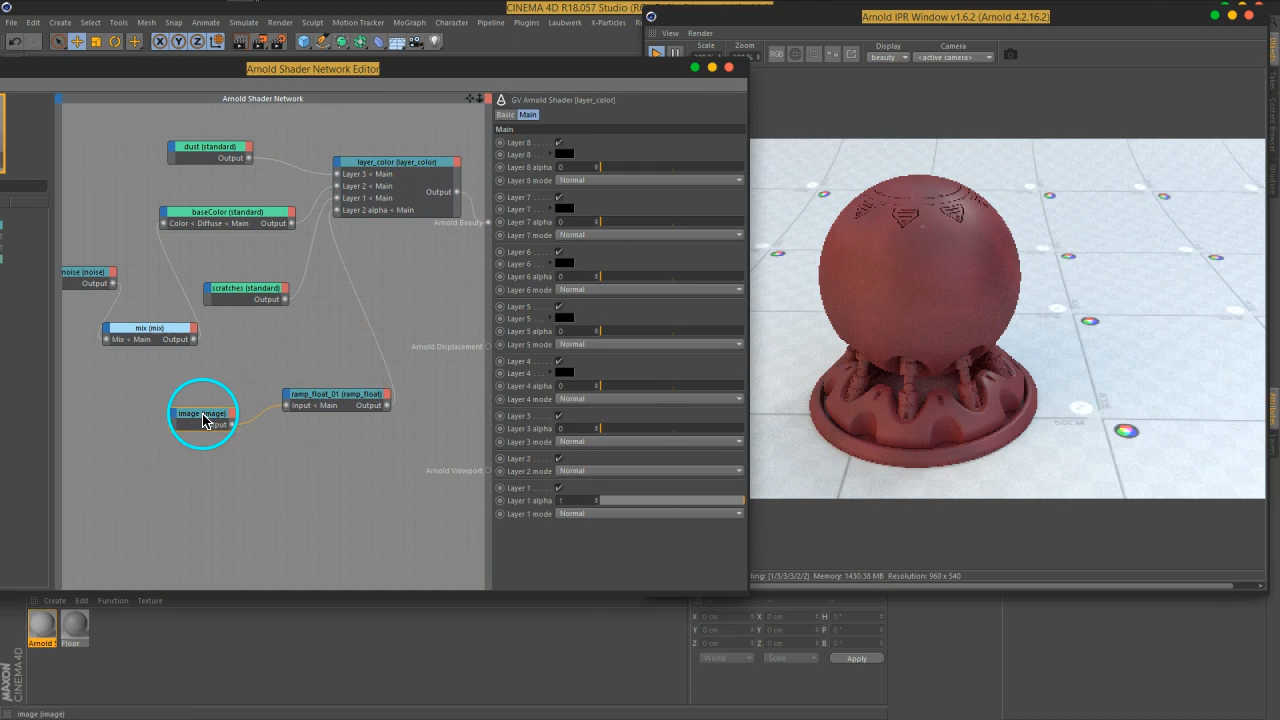 CINEMA 4D R18.057 Studio (R
Arnold IPR Window v1.6.2 (Arnold 4.2.16.2)
File Edit Create Modes Select Tools Mesh Snap Animate Simulate Render Sculpt Motion Tracker MoGraph Character Pipeline Plugins Laubwerk X-Particles
View Render
Scale Zoom Display Camera
RGB beauty <active camera>
Arnold Shader Network Editor
Arnold Shader Network
GV Arnold Shader [layer_color]
Basic Main
Main
dust (standard)
Output
layer_color (layer_color)
Layer 3 < Main
Layer 2 < Main
Layer 1 < Main
Layer 2 alpha < Main
Output
Arnold Beauty
baseColor (standard)
Color < Diffuse < Main Output
noise (noise)
Output
scratches (standard)
Output
mix (mix)
Mix < Main Output
Arnold Displacement
ramp_float_01 (ramp_float)
Input < Main Output
image (image)
Arnold Viewport
Layer 8 . . . . .
Layer 8 . . .
Layer 8 alpha 0
Layer 8 mode Normal
Layer 7 . . . . .
Layer 7 . . .
Layer 7 alpha 0
Layer 7 mode Normal
Layer 6 . . . . .
Layer 6 . . .
Layer 6 alpha 0
Layer 6 mode Normal
Layer 5 . . . . .
Layer 5 . . .
Layer 5 alpha 0
Layer 5 mode Normal
Layer 4 . . . . .
Layer 4 . . .
Layer 4 alpha 0
Layer 4 mode Normal
Layer 3 . . . . .
Layer 3 alpha 0
Layer 3 mode Normal
Layer 2 . . . . .
Layer 2 mode Normal
Layer 1 . . . . .
Layer 1 alpha 1
Layer 1 mode Normal
ling: [1/3/3/3/2/2] Memory: 1430.38 MB Resolution: 960 x 540
Create Edit Function Texture
Arnold S Floor
X 0 cm X 0 cm H 0 °
Y 0 cm Y 0 cm P 0 °
Z 0 cm Z 0 cm B 0 °
World Scale Apply
MAXON
CINEMA 4D
image (image)
Objects
Takes
Content Browser
Attributes
Layers